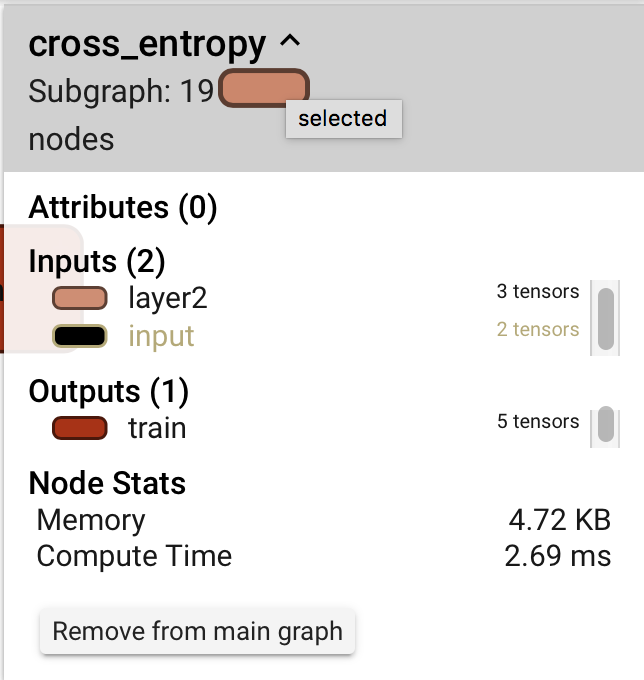 cross_entropy
Subgraph: 19
selected
nodes
Attributes (0)
Inputs (2)
layer2 3 tensors
input 2 tensors
Outputs (1)
train 5 tensors
Node Stats
Memory 4.72 KB
Compute Time 2.69 ms
Remove from main graph